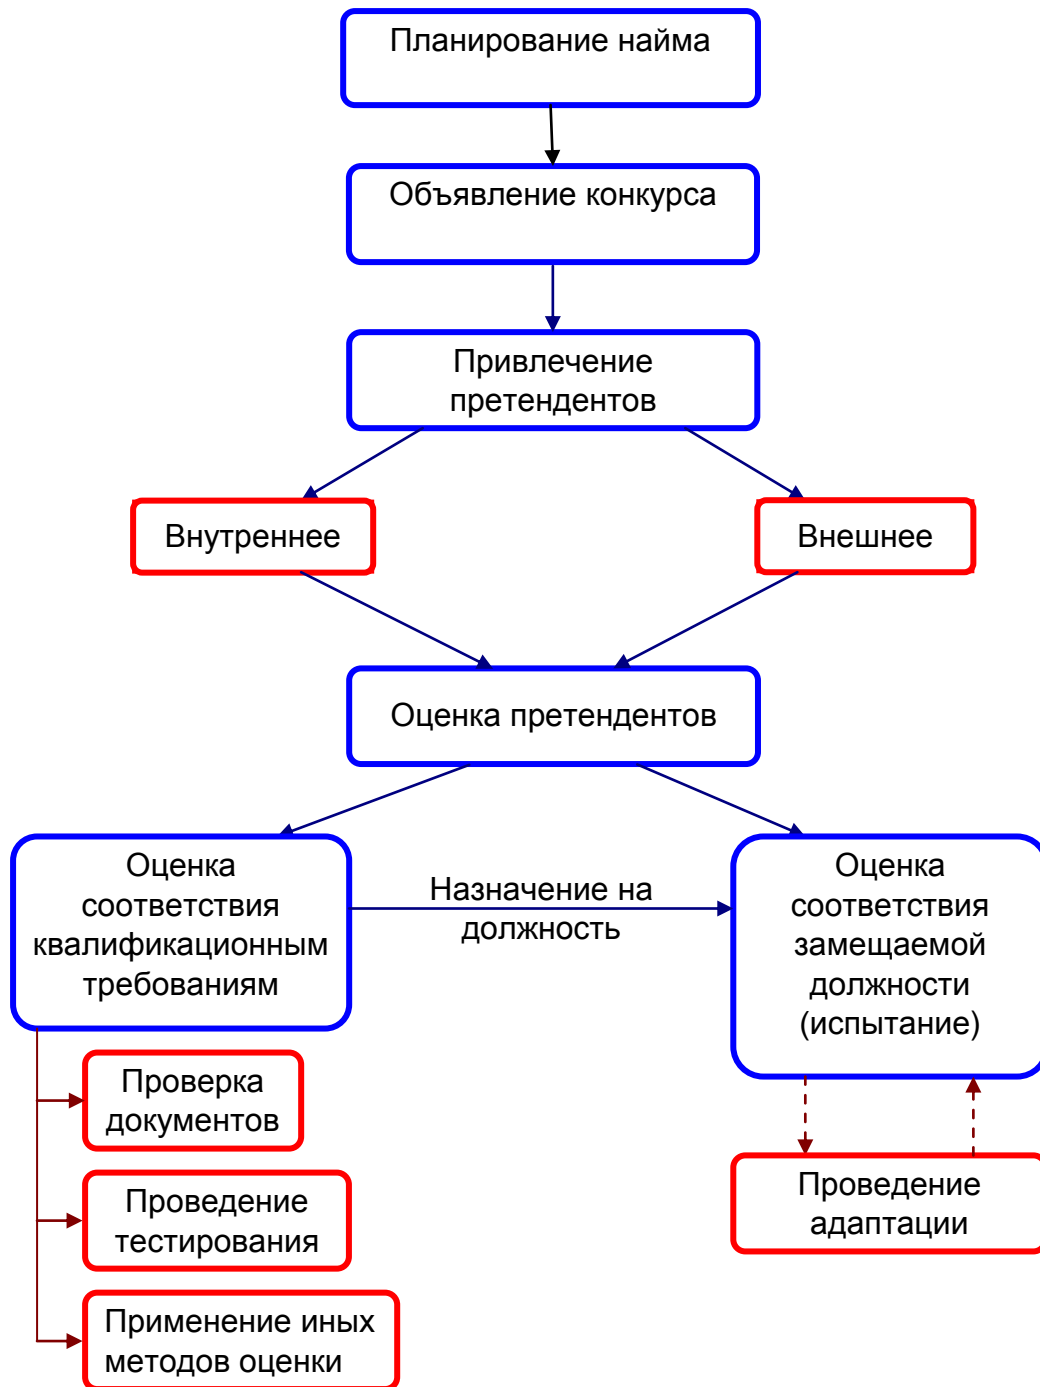 Планирование найма
Объявление конкурса
Привлечение
претендентов
Внутреннее
Внешнее
Оценка претендентов
Оценка
соответствия
квалификационным
требованиям
Назначение на
должность
Оценка
соответствия
замещаемой
должности
(испытание)
Проверка
документов
Проведение
тестирования
Применение иных
методов оценки
Проведение
адаптации